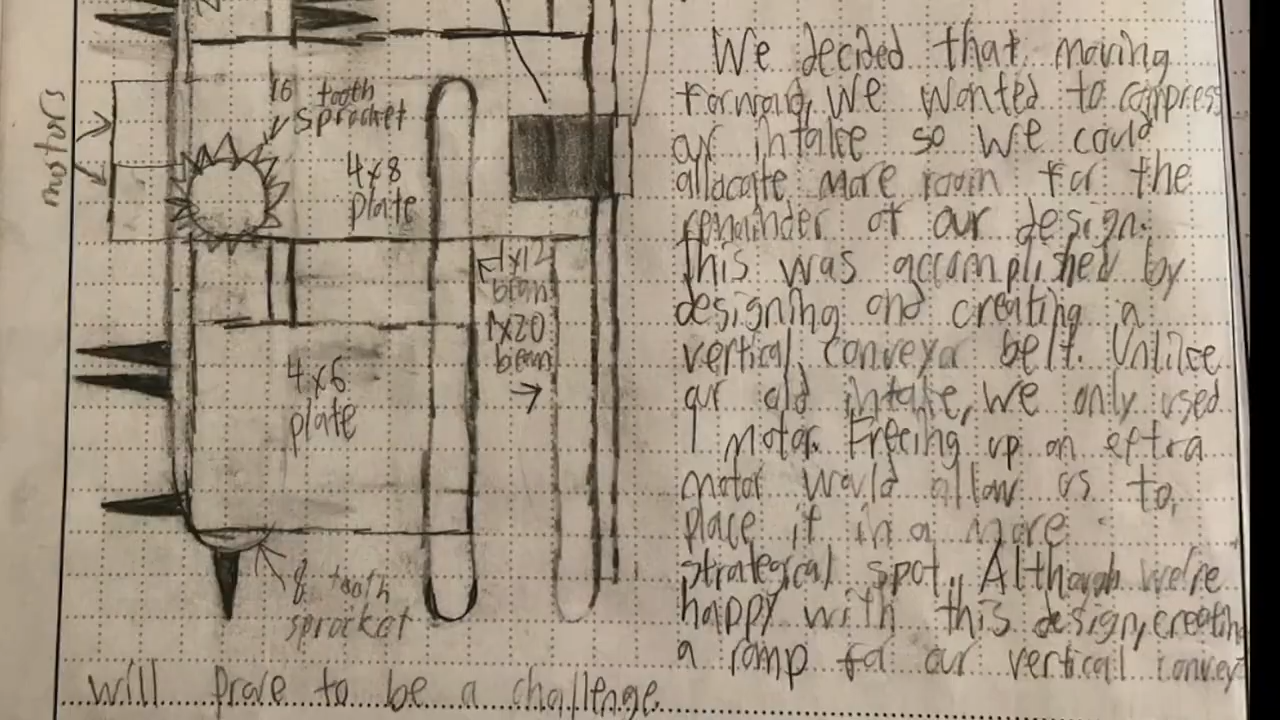 motors
16 tooth
sprocket
4x8
plate
1x12
beam
1x20
beam
4x6
plate
8 tooth
sprocket
We decided that, moving
forward, we wanted to compress
our intake so we could
allocate more room for the
remainder of our design.
This was accomplished by
designing and creating a
vertical conveyor belt. Unlike
our old intake, we only used
1 motor. Freeing up an extra
motor would allow us to,
place it in a more
strategical spot. Although we're
happy with this design, creating
a ramp for our vertical convey
will prove to be a challenge.